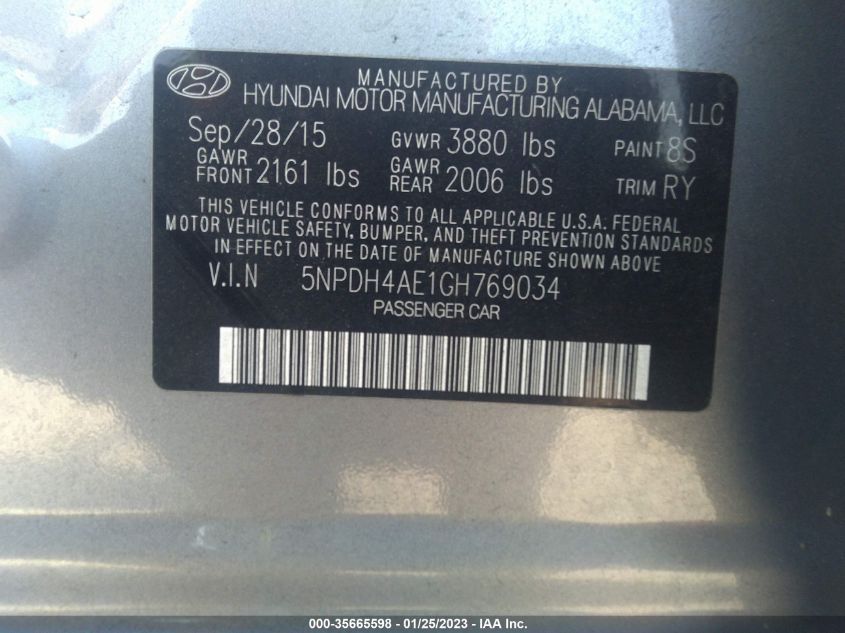 MANUFACTURED BY
HYUNDAI MOTOR MANUFACTURING ALABAMA, LLC
Sep/28/15 GVWR 3880 lbs PAINT 8S
GAWR FRONT 2161 lbs GAWR REAR 2006 lbs TRIM RY
THIS VEHICLE CONFORMS TO ALL APPLICABLE U.S.A. FEDERAL
MOTOR VEHICLE SAFETY, BUMPER, AND THEFT PREVENTION STANDARDS
IN EFFECT ON THE DATE OF MANUFACTURE SHOWN ABOVE
V.I.N 5NPDH4AE1GH769034
PASSENGER CAR
000-35665598 - 01/25/2023 - IAA Inc.